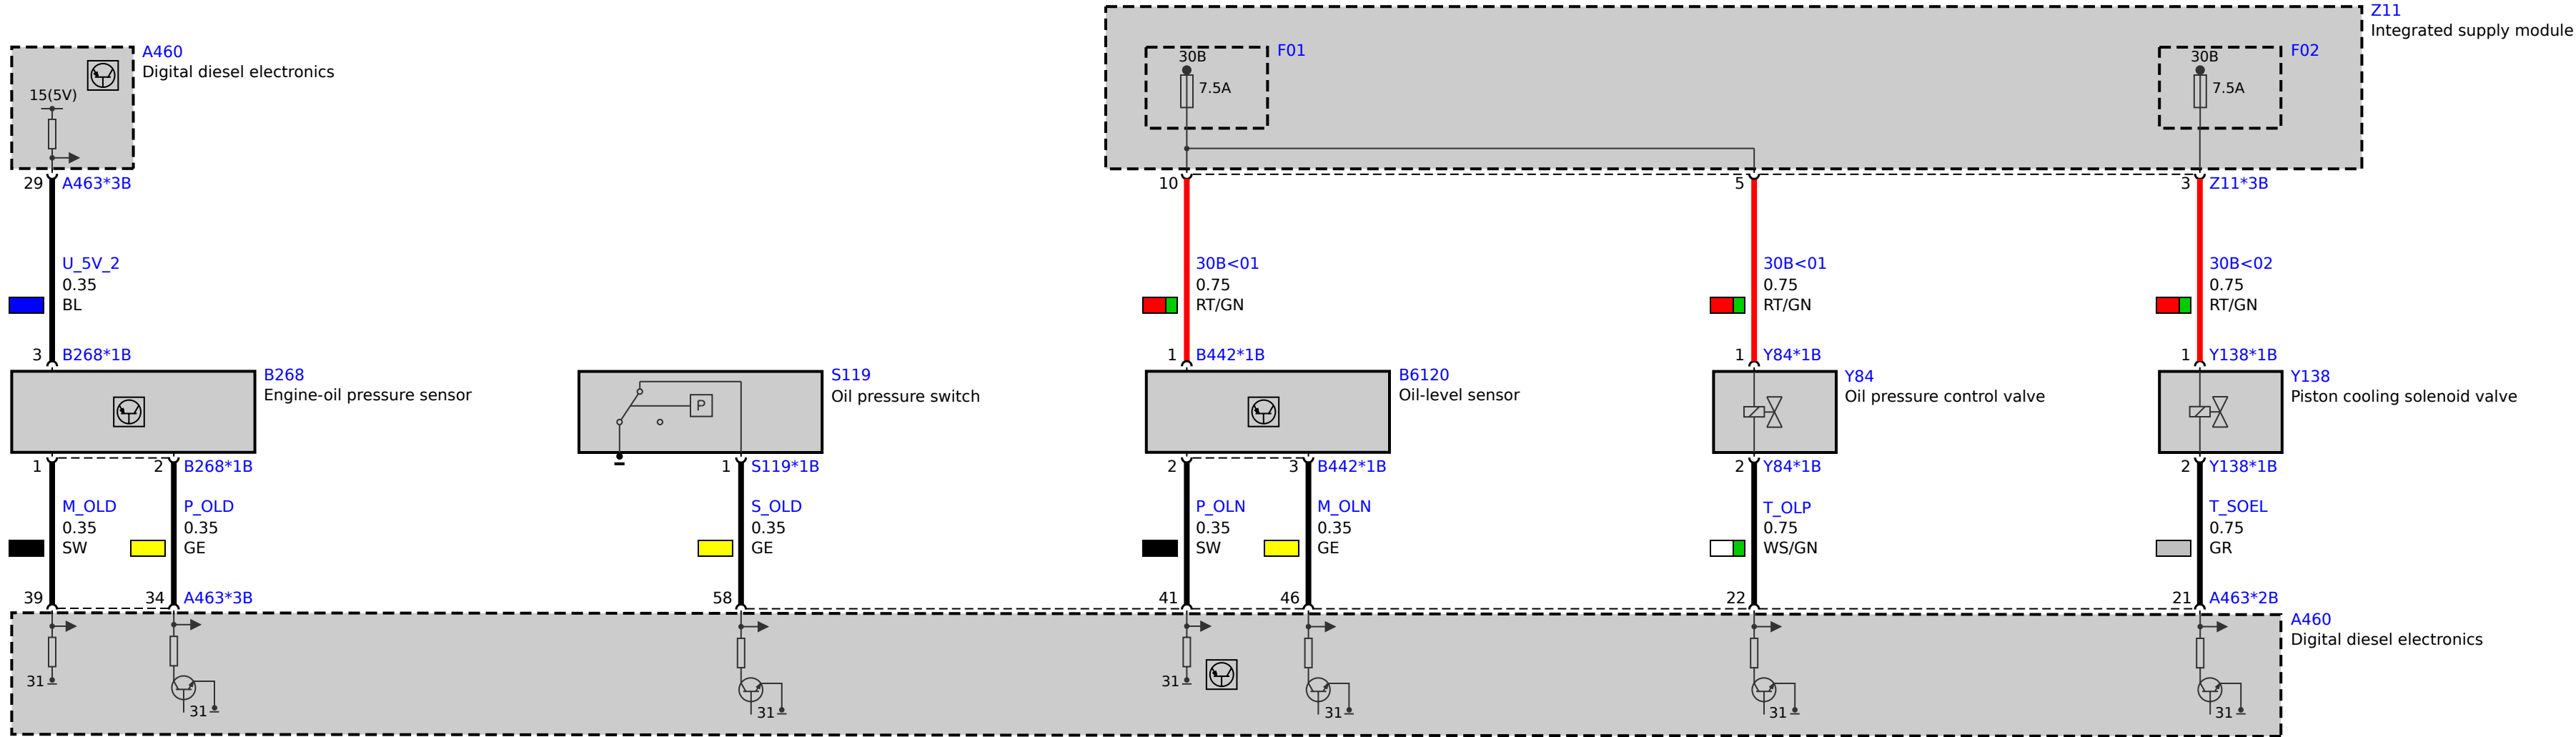 Z11
Integrated supply module
A460
Digital diesel electronics
15(5V)
30B
F01
7.5A
30B
F02
7.5A
29 A463*3B
10
5
3 Z11*3B
U_5V_2
0.35
BL
30B<01
0.75
RT/GN
30B<01
0.75
RT/GN
30B<02
0.75
RT/GN
3 B268*1B
1 B442*1B
1 Y84*1B
1 Y138*1B
B268
Engine-oil pressure sensor
S119
Oil pressure switch
P
B6120
Oil-level sensor
Y84
Oil pressure control valve
Y138
Piston cooling solenoid valve
1
2 B268*1B
1 S119*1B
2
3 B442*1B
2 Y84*1B
2 Y138*1B
M_OLD
0.35
SW
P_OLD
0.35
GE
S_OLD
0.35
GE
P_OLN
0.35
SW
M_OLN
0.35
GE
T_OLP
0.75
WS/GN
T_SOEL
0.75
GR
39
34 A463*3B
58
41
46
22
21 A463*2B
A460
Digital diesel electronics
31
31
31
31
31
31
31